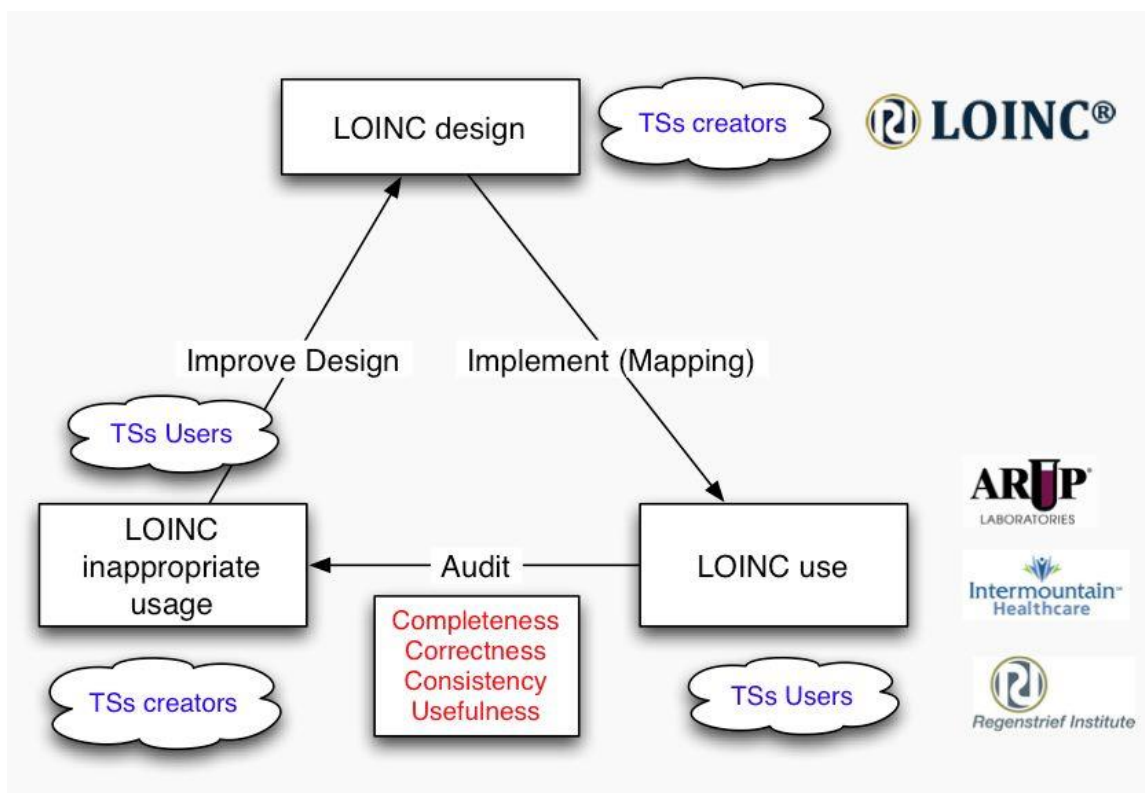 LOINC design
TSs creators
LOINC®
Improve Design
Implement (Mapping)
TSs Users
LOINC
inappropriate
usage
Audit
LOINC use
Completeness
Correctness
Consistency
Usefulness
TSs creators
TSs Users
ARUP®
LABORATORIES
Intermountain℠
Healthcare
Regenstrief Institute